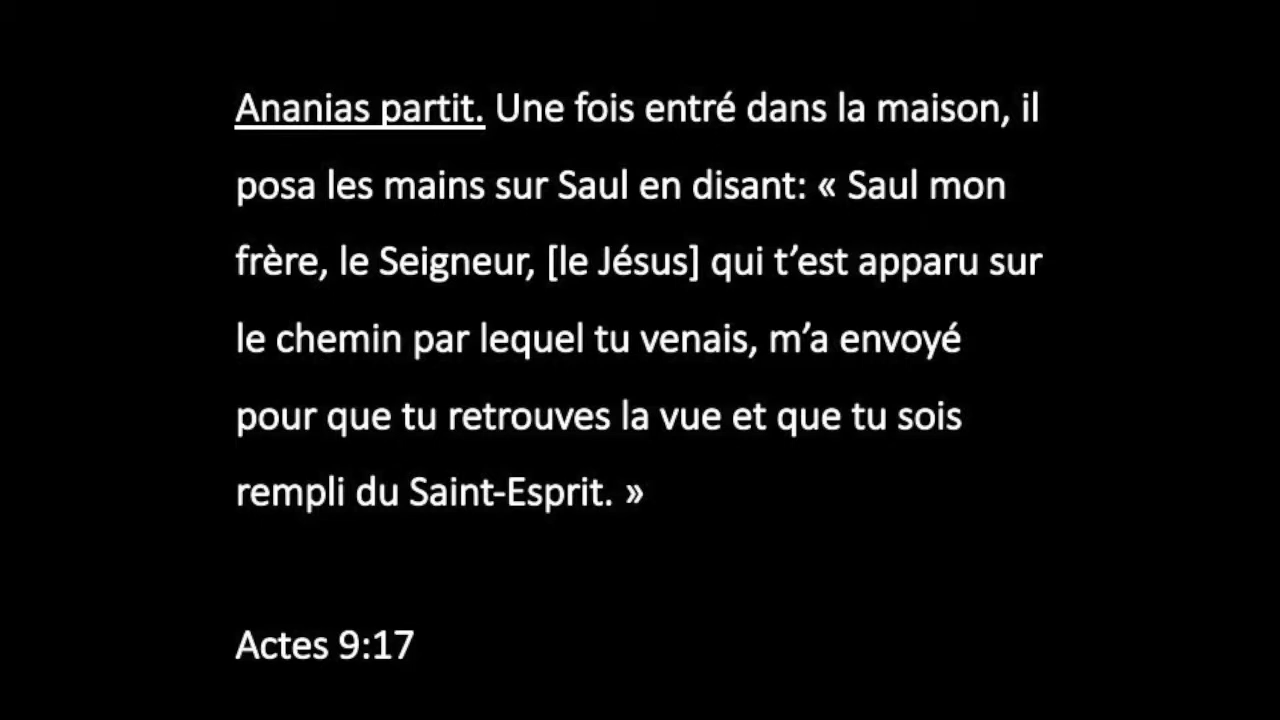 Ananias partit. Une fois entré dans la maison, il
posa les mains sur Saul en disant: « Saul mon
frère, le Seigneur, [le Jésus] qui t’est apparu sur
le chemin par lequel tu venais, m’a envoyé
pour que tu retrouves la vue et que tu sois
rempli du Saint-Esprit. »
Actes 9:17